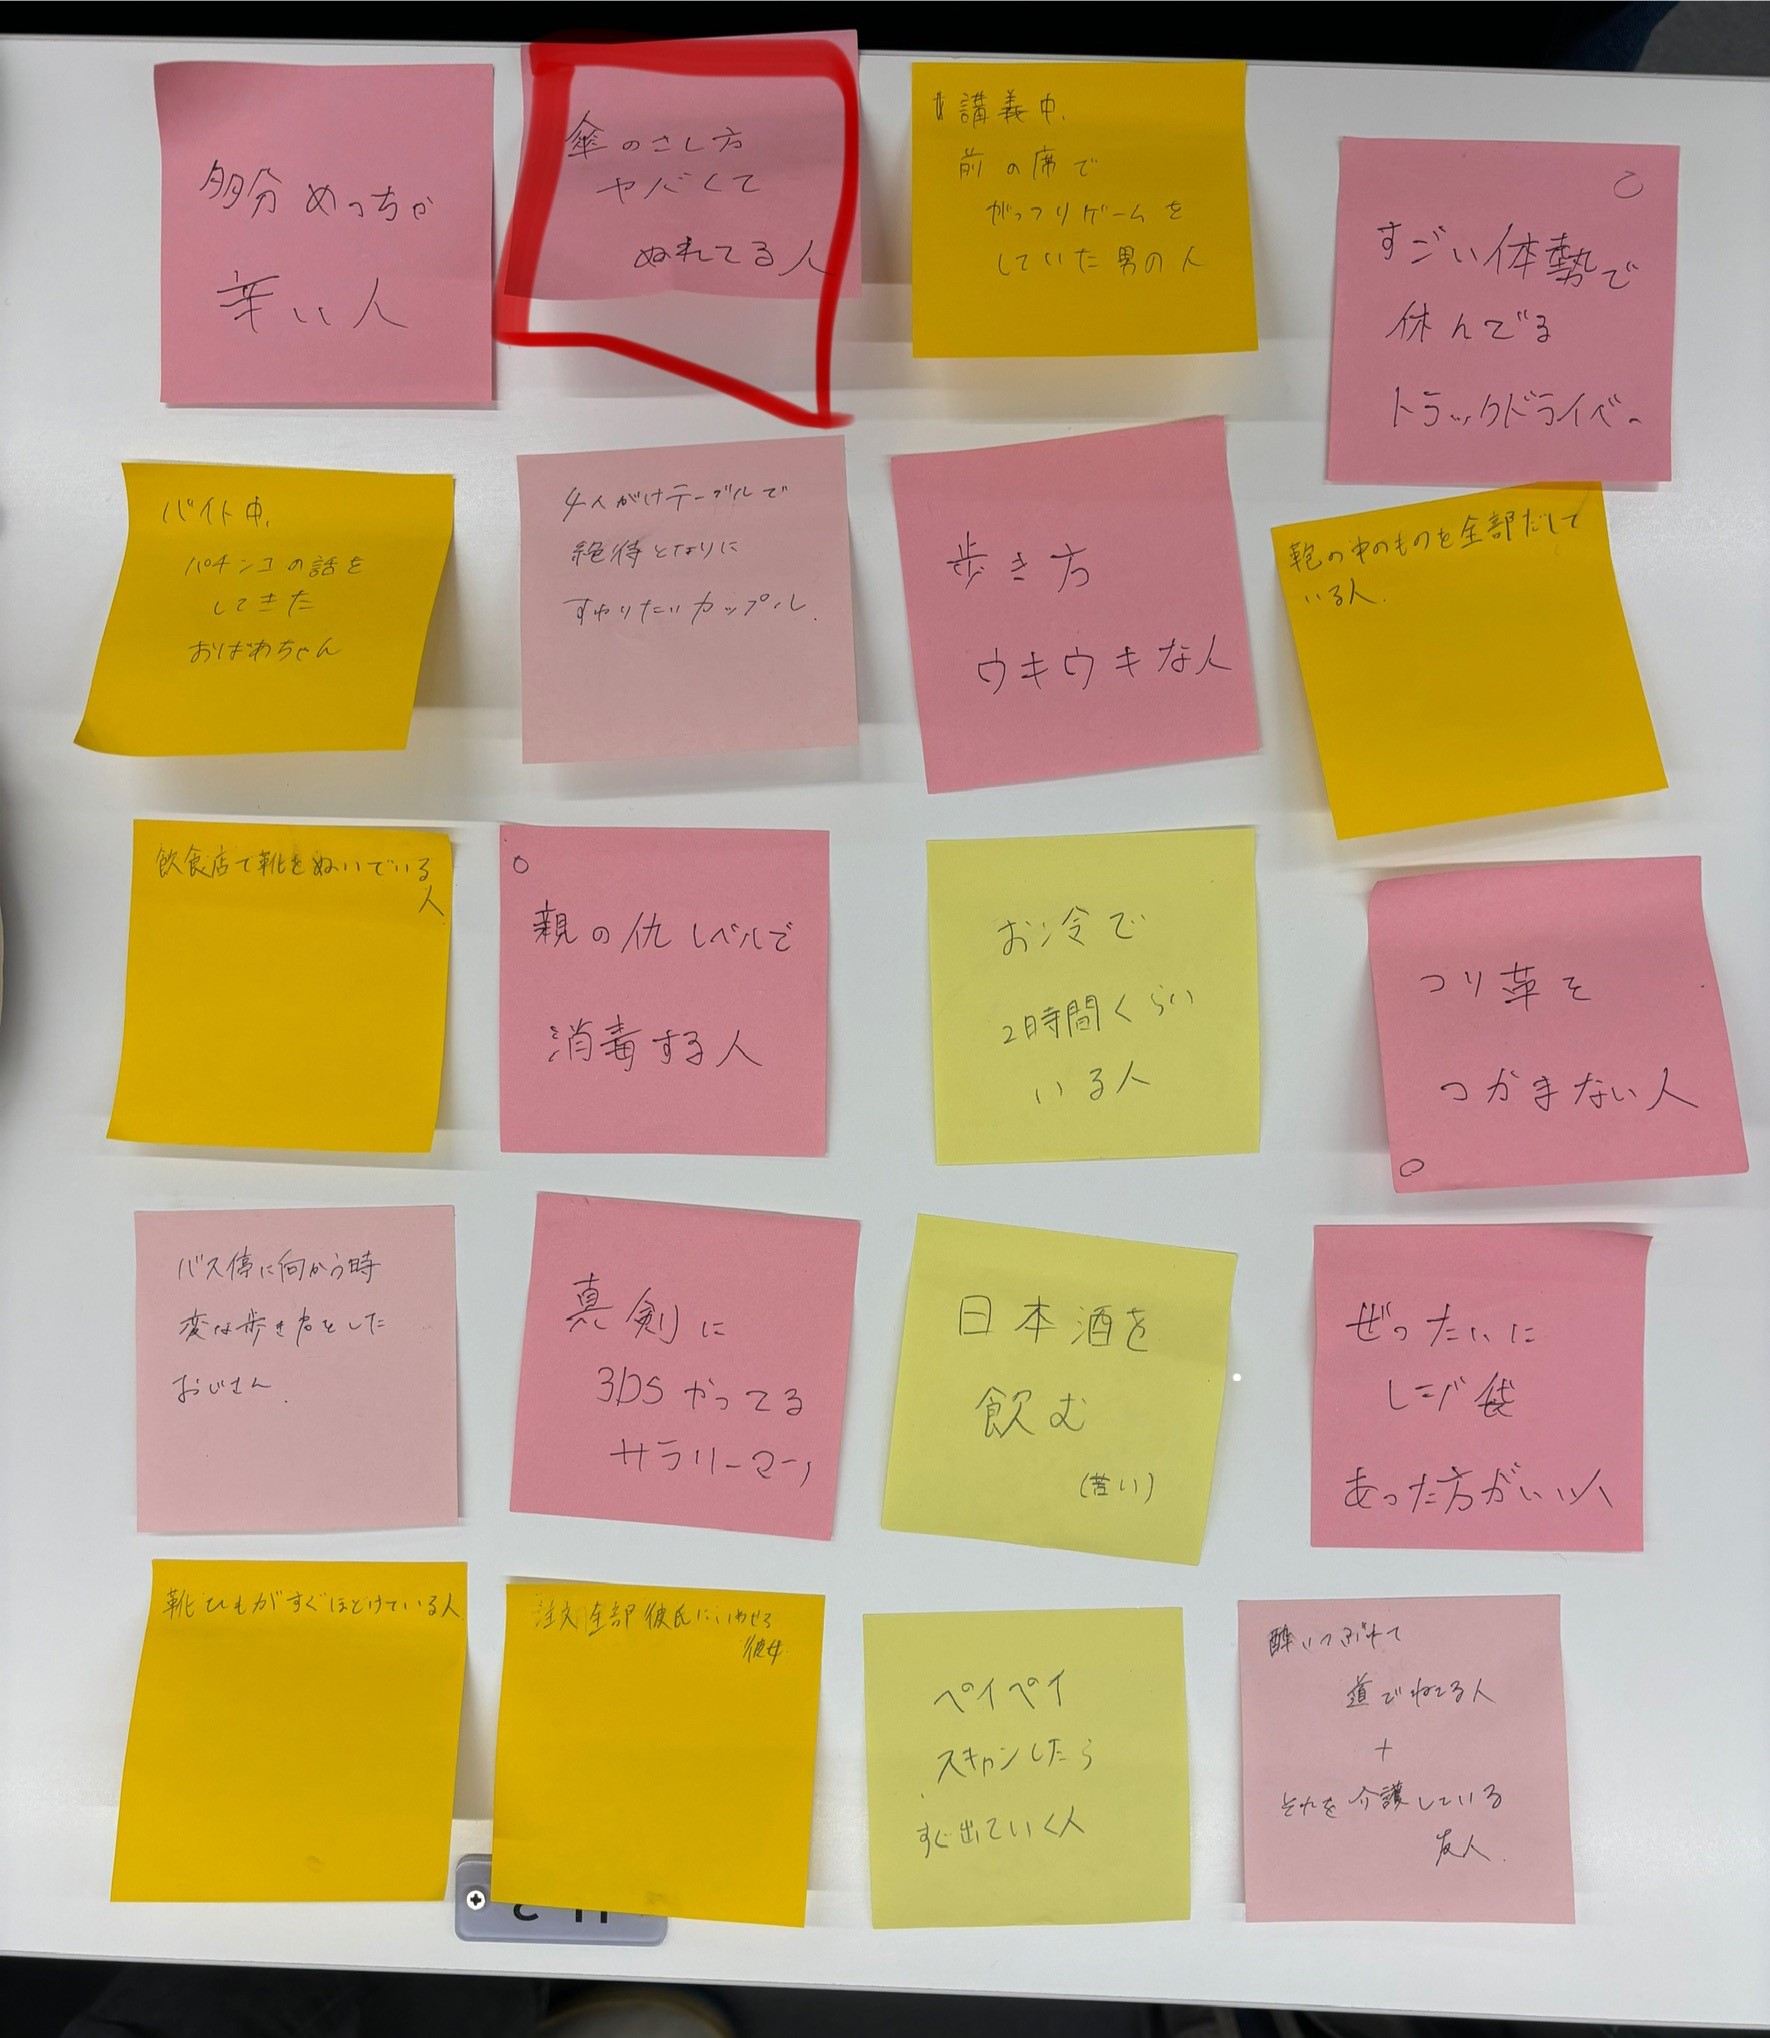 多分めっちゃ
辛い人
傘のさし方
ヤバくて
ぬれてる人
講義中、
前の席で
がっつりゲームを
していた男の人
すごい体勢で
休んでる
トラックドライバー
バイト中、
パチンコの話を
してきた
おばあちゃん
4人がけテーブルで
絶待となりに
すわりたいカップル.
歩き方
ウキウキな人
鞄の中のものを全部だして
いる人.
飲食店で靴をぬいでいる
人
親の仇レベルで
消毒する人
お冷で
2時間くらい
いる人
つり革を
つかまない人
バス停に向かう時
変な歩き方をした
おじさん.
真剣に
3DSやってる
サラリーマン
日本酒を
飲む
(苦い)
ぜったいに
レジ袋
あった方がいい人
靴ひもがすぐほどけている人
注文全部彼氏にいわせる
彼女
ペイペイ
スキャンしたら
すぐ出ていく人
酔いつぶれて
道でねてる人
+
それを介護している
友人.